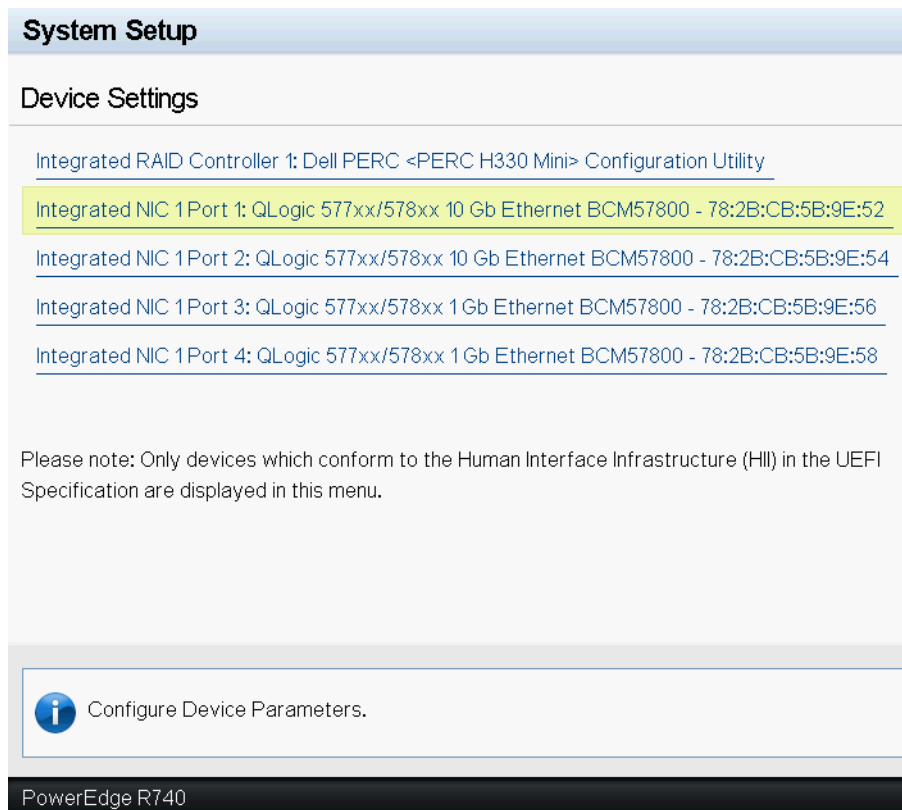 System Setup
Device Settings
Integrated RAID Controller 1: Dell PERC <PERC H330 Mini> Configuration Utility
Integrated NIC 1 Port 1: QLogic 577xx/578xx 10 Gb Ethernet BCM57800 - 78:2B:CB:5B:9E:52
Integrated NIC 1 Port 2: QLogic 577xx/578xx 10 Gb Ethernet BCM57800 - 78:2B:CB:5B:9E:54
Integrated NIC 1 Port 3: QLogic 577xx/578xx 1 Gb Ethernet BCM57800 - 78:2B:CB:5B:9E:56
Integrated NIC 1 Port 4: QLogic 577xx/578xx 1 Gb Ethernet BCM57800 - 78:2B:CB:5B:9E:58
Please note: Only devices which conform to the Human Interface Infrastructure (HII) in the UEFI
Specification are displayed in this menu.
Configure Device Parameters.
PowerEdge R740